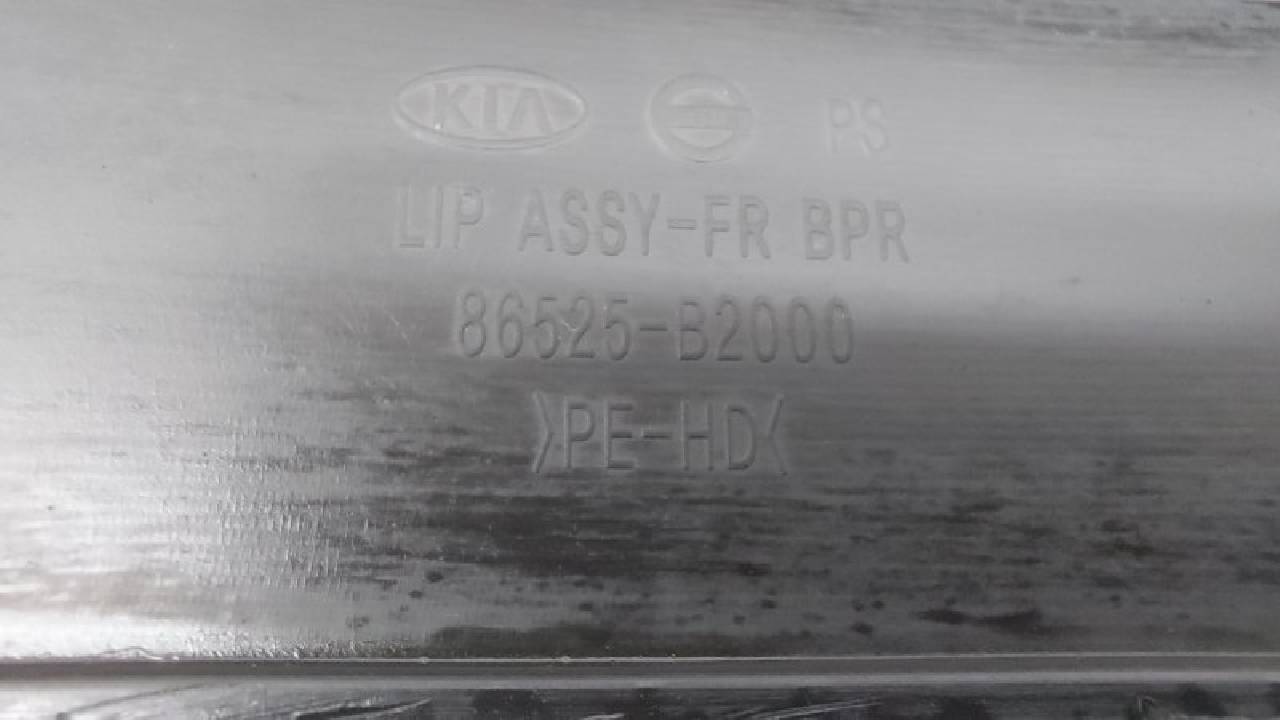 KIA PS
LIP ASSY-FR BPR
86525-B2000
>PE-HD<